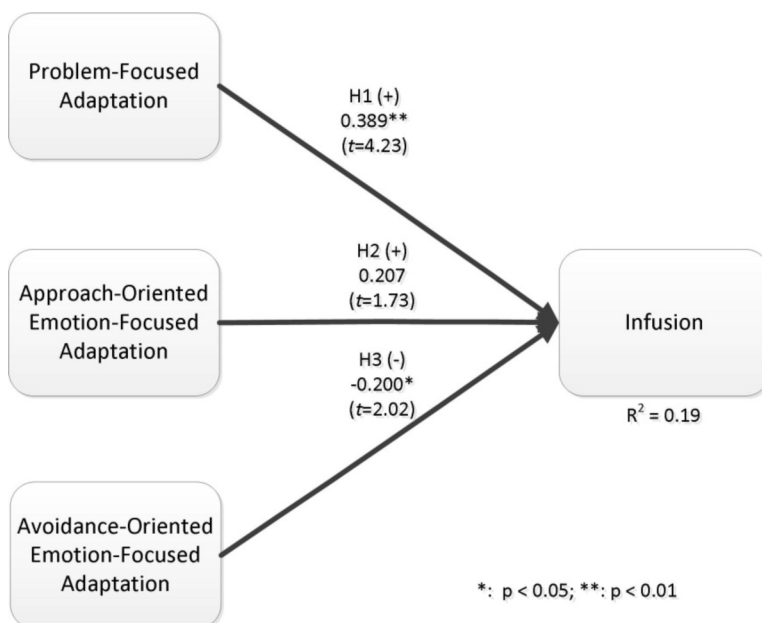 Problem-Focused
Adaptation
H1 (+)
0.389**
(t=4.23)
Approach-Oriented
Emotion-Focused
Adaptation
H2 (+)
0.207
(t=1.73)
Infusion
R² = 0.19
H3 (-)
-0.200*
(t=2.02)
Avoidance-Oriented
Emotion-Focused
Adaptation
*: p < 0.05; **: p < 0.01